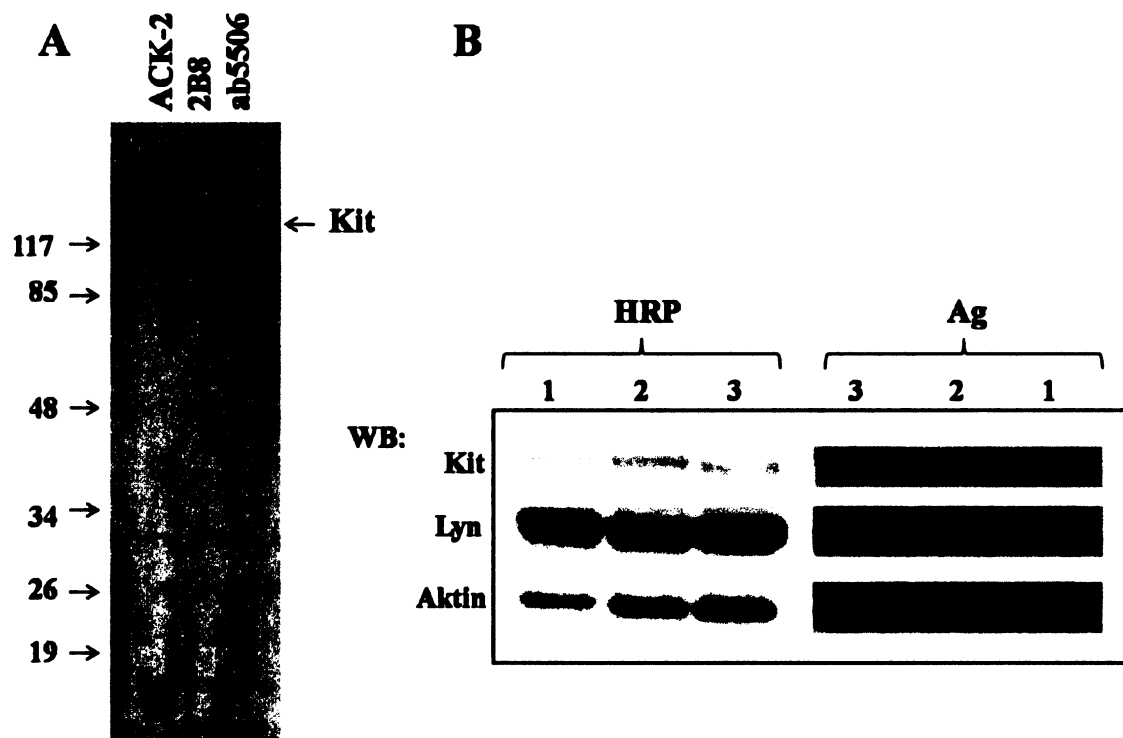 A
ACK-2
2B8
ab5506
← Kit
117 →
85 →
48 →
34 →
26 →
19 →
B
HRP Ag
1 2 3 3 2 1
WB:
Kit
Lyn
Aktin